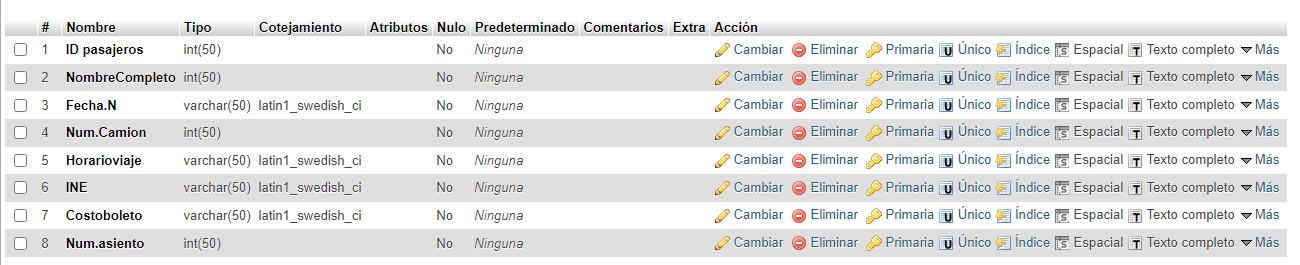 # Nombre Tipo Cotejamiento Atributos Nulo Predeterminado Comentarios Extra Acción
1 ID pasajeros int(50) No Ninguna Cambiar Eliminar Primaria Único Índice Espacial Texto completo Más
2 NombreCompleto int(50) No Ninguna Cambiar Eliminar Primaria Único Índice Espacial Texto completo Más
3 Fecha.N varchar(50) latin1_swedish_ci No Ninguna Cambiar Eliminar Primaria Único Índice Espacial Texto completo Más
4 Num.Camion int(50) No Ninguna Cambiar Eliminar Primaria Único Índice Espacial Texto completo Más
5 Horarioviaje varchar(50) latin1_swedish_ci No Ninguna Cambiar Eliminar Primaria Único Índice Espacial Texto completo Más
6 INE varchar(50) latin1_swedish_ci No Ninguna Cambiar Eliminar Primaria Único Índice Espacial Texto completo Más
7 Costoboleto varchar(50) latin1_swedish_ci No Ninguna Cambiar Eliminar Primaria Único Índice Espacial Texto completo Más
8 Num.asiento int(50) No Ninguna Cambiar Eliminar Primaria Único Índice Espacial Texto completo Más